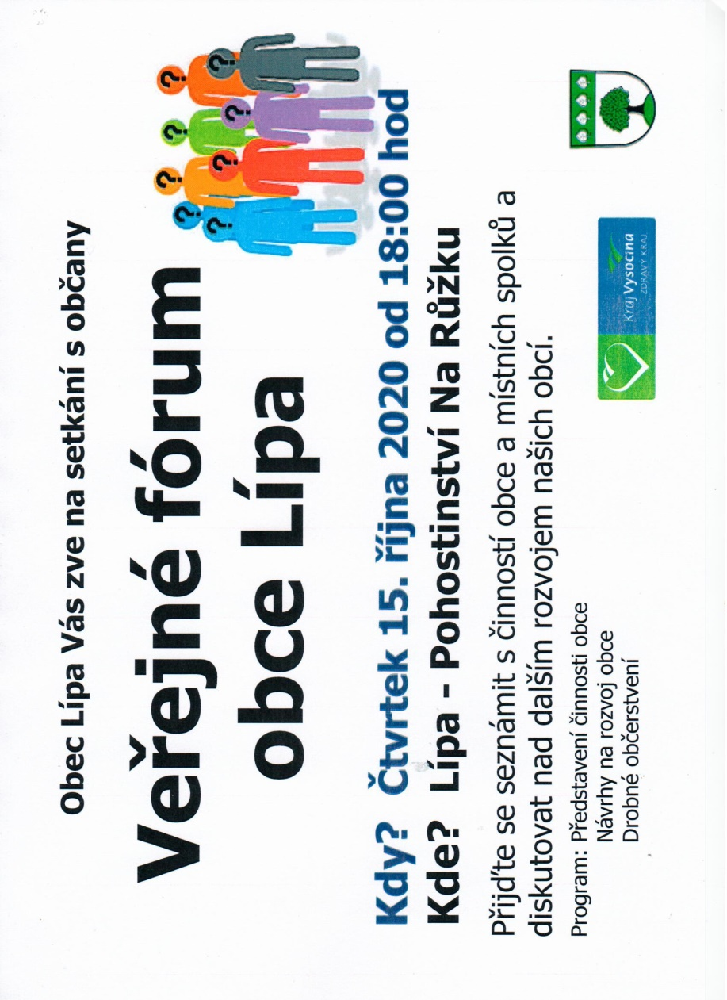 Obec Lípa Vás zve na setkání s občany
Veřejné fórum
obce Lípa
? ? ? ? ? ? ? ?
Kdy? Čtvrtek 15. října 2020 od 18:00 hod
Kde? Lípa - Pohostinství Na Růžku
Přijďte se seznámit s činností obce a místních spolků a
diskutovat nad dalším rozvojem našich obcí.
Program: Představení činnosti obce
Návrhy na rozvoj obce
Drobné občerstvení
Kraj Vysočina
ZDRAVÝ KRAJ